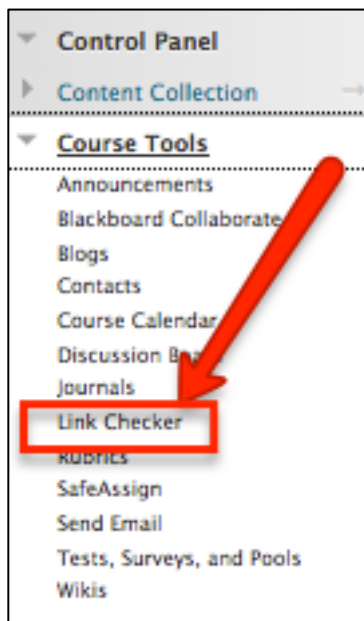 Control Panel
Content Collection
Course Tools
Announcements
Blackboard Collaborate
Blogs
Contacts
Course Calendar
Discussion Board
Journals
Link Checker
Rubrics
SafeAssign
Send Email
Tests, Surveys, and Pools
Wikis